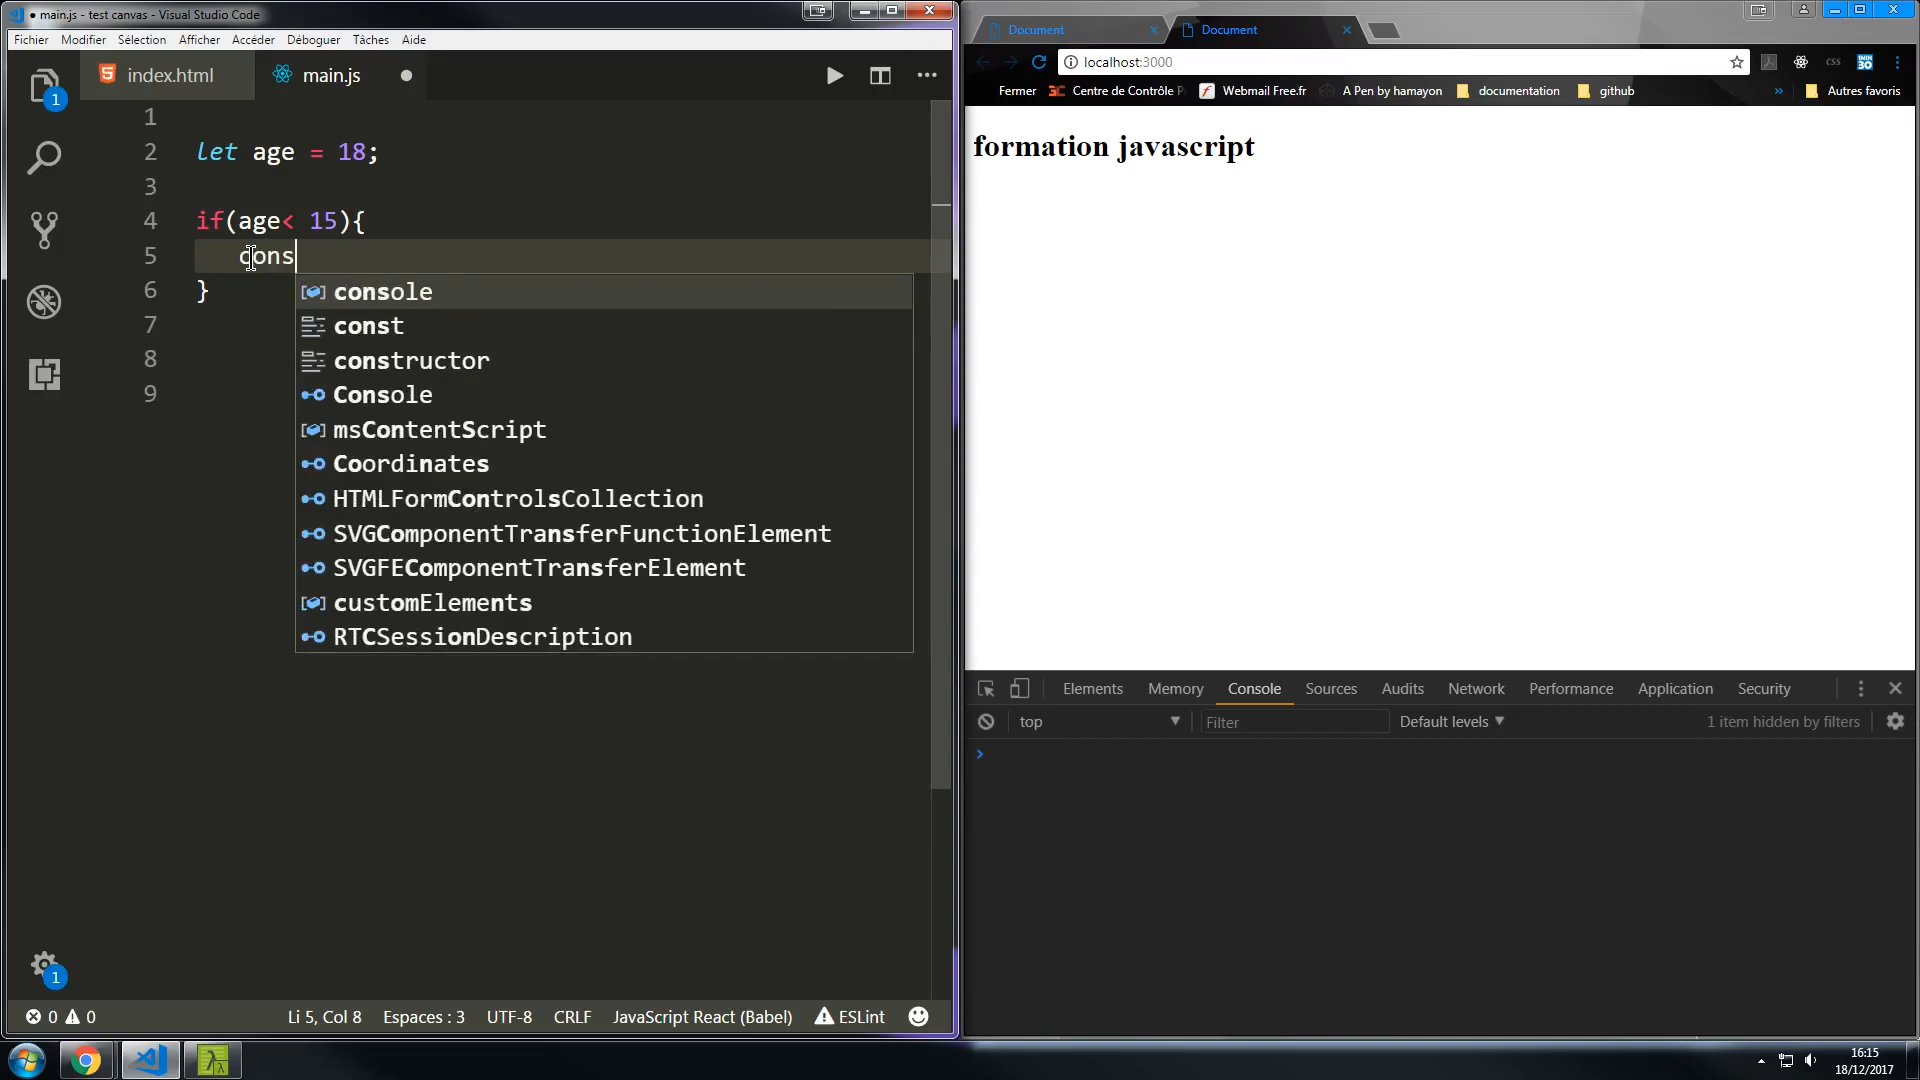 main.js - test canvas - Visual Studio Code
Fichier Modifier Sélection Afficher Accéder Déboguer Tâches Aide
index.html main.js
1
2 let age = 18;
3
4 if(age< 15){
5 cons
6 }
7
8
9
console
const
constructor
Console
msContentScript
Coordinates
HTMLFormControlsCollection
SVGComponentTransferFunctionElement
SVGFEComponentTransferElement
customElements
RTCSessionDescription
1
1
0 0 Li 5, Col 8 Espaces : 3 UTF-8 CRLF JavaScript React (Babel) ESLint
Document Document
localhost:3000
Fermer Centre de Contrôle Webmail Free.fr A Pen by hamayon documentation github » Autres favoris
formation javascript
Elements Memory Console Sources Audits Network Performance Application Security
top Filter Default levels 1 item hidden by filters
16:15
18/12/2017